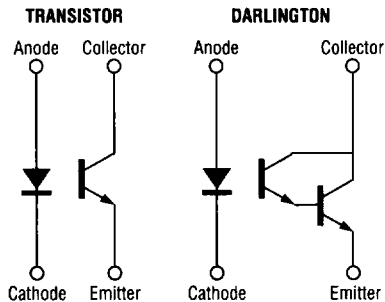 TRANSISTOR DARLINGTON
Anode Collector Anode Collector
Cathode Emitter Cathode Emitter